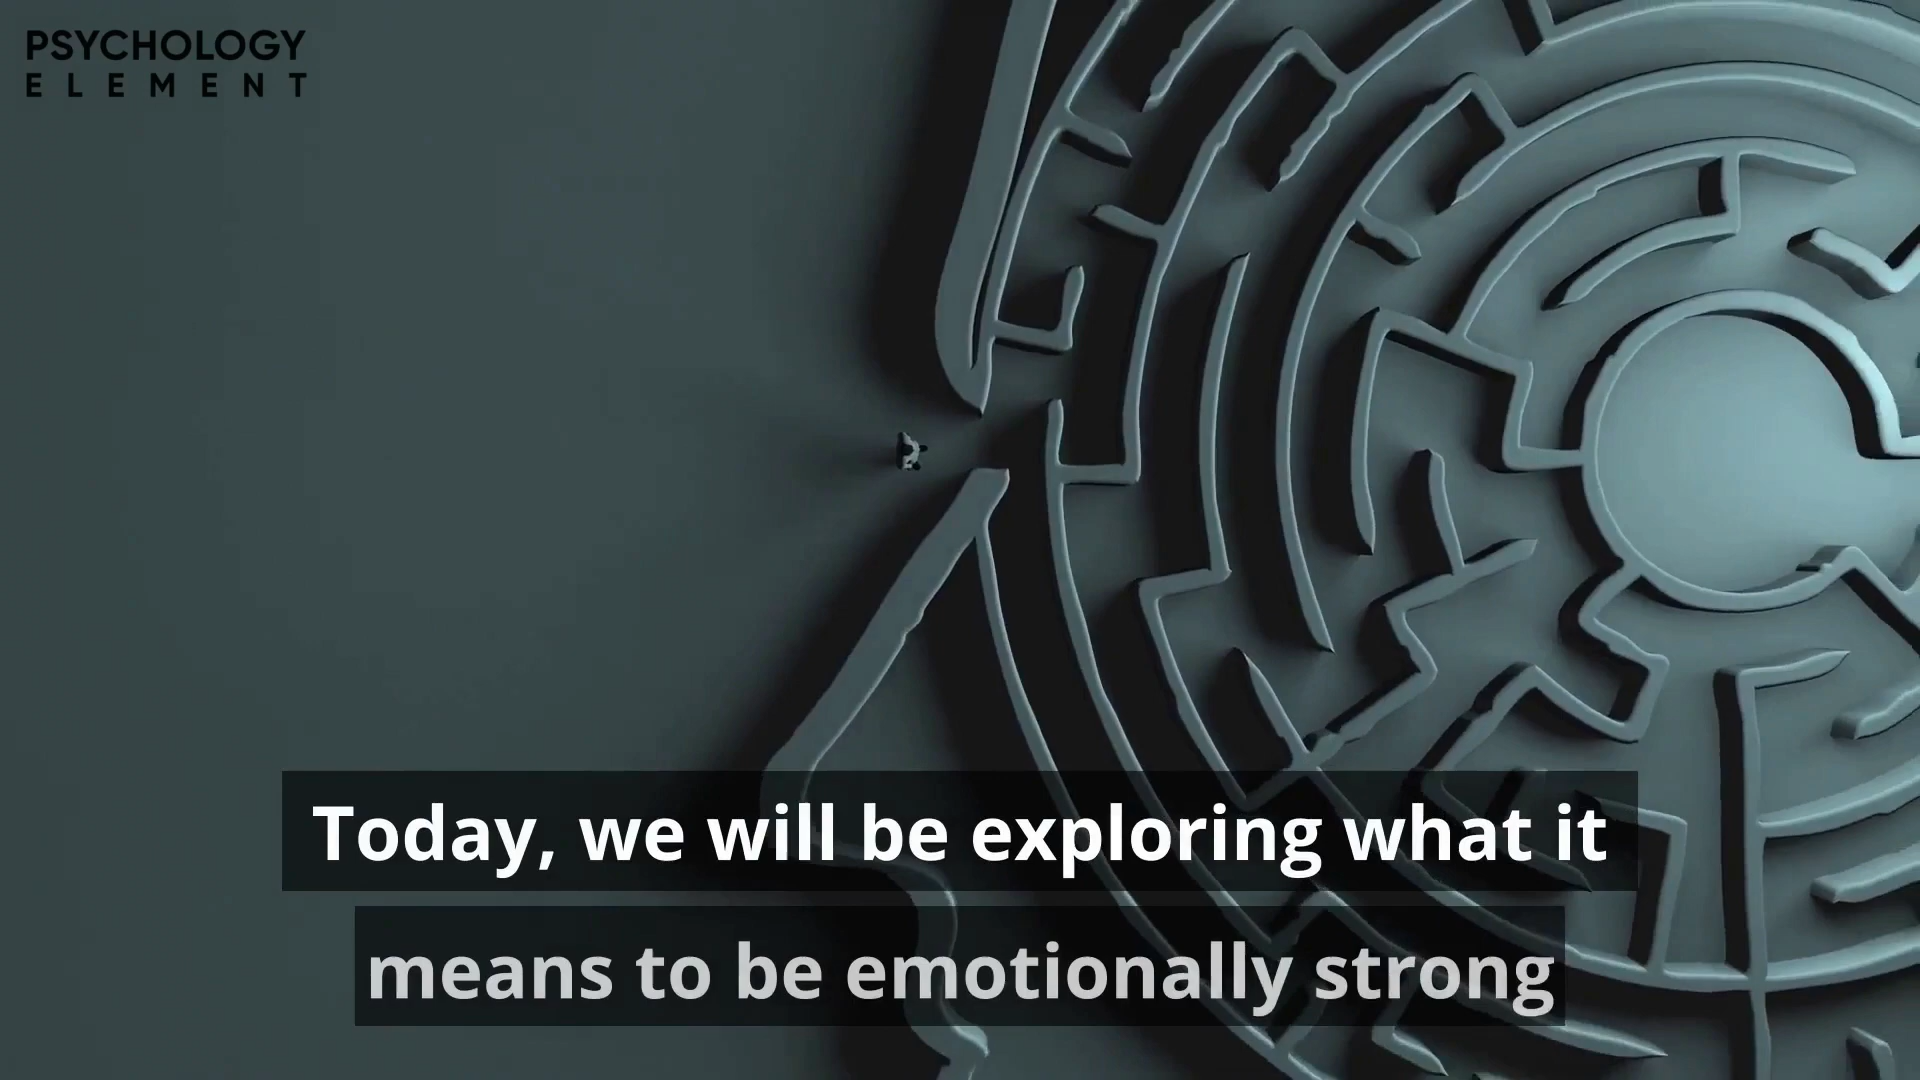 PSYCHOLOGY
ELEMENT
Today, we will be exploring what it
means to be emotionally strong